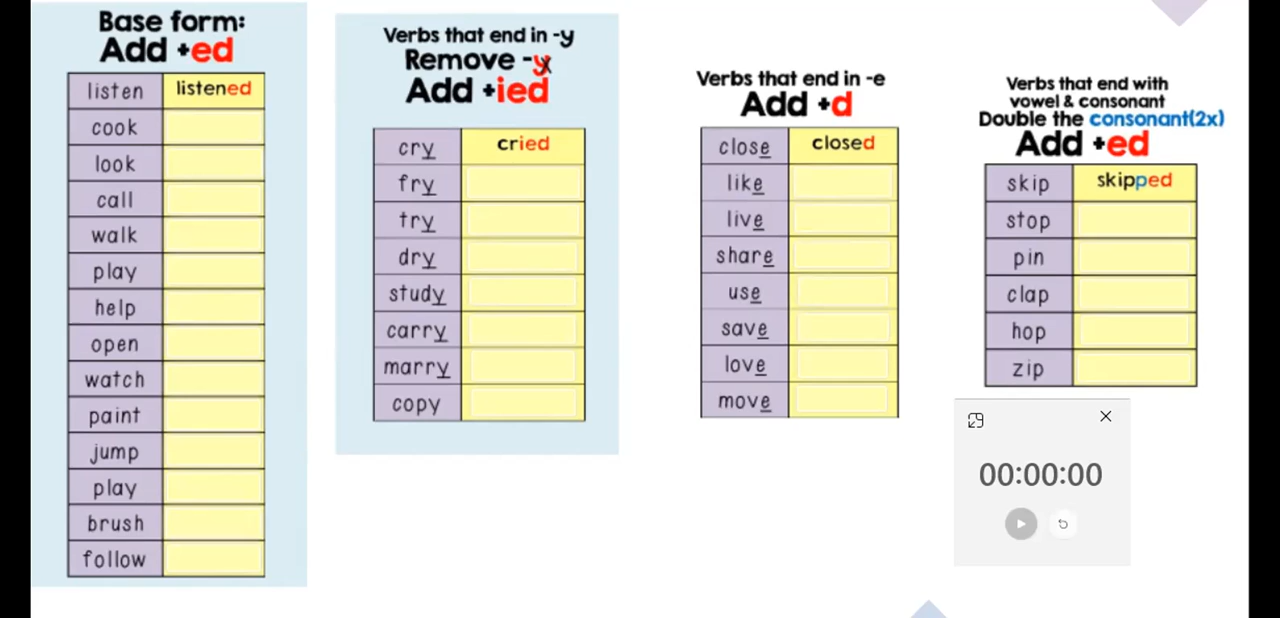 Base form:
Add +ed
listen listened
cook
look
call
walk
play
help
open
watch
paint
jump
play
brush
follow
Verbs that end in -y
Remove -y
Add +ied
cry cried
fry
try
dry
study
carry
marry
copy
Verbs that end in -e
Add +d
close closed
like
live
share
use
save
love
move
Verbs that end with
vowel & consonant
Double the consonant(2x)
Add +ed
skip skipped
stop
pin
clap
hop
zip
00:00:00